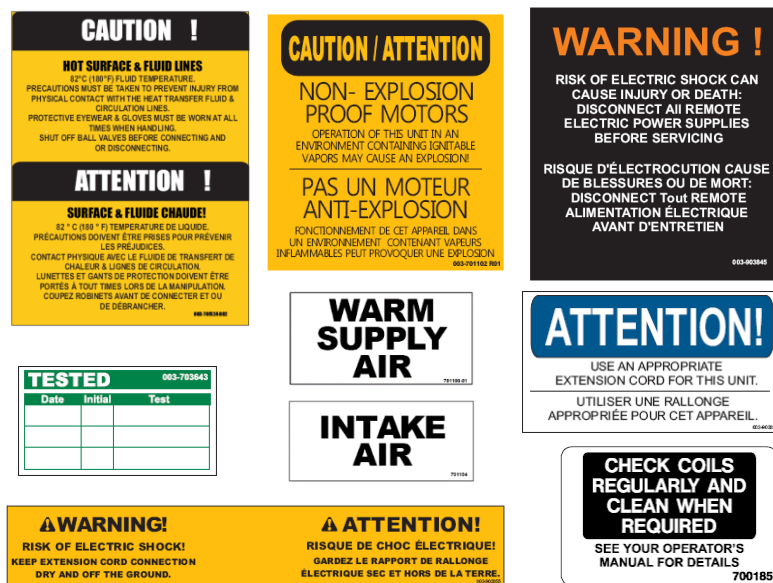 CAUTION !
HOT SURFACE & FLUID LINES
82°C (180°F) FLUID TEMPERATURE.
PRECAUTIONS MUST BE TAKEN TO PREVENT INJURY FROM
PHYSICAL CONTACT WITH THE HEAT TRANSFER FLUID &
CIRCULATION LINES.
PROTECTIVE EYEWEAR & GLOVES MUST BE WORN AT ALL
TIMES WHEN HANDLING.
SHUT OFF BALL VALVES BEFORE CONNECTING AND
OR DISCONNECTING.
ATTENTION !
SURFACE & FLUIDE CHAUDE!
82 ° C (180 ° F) TEMPERATURE DE LIQUIDE.
PRÉCAUTIONS DOIVENT ÊTRE PRISES POUR PRÉVENIR
LES PRÉJUDICES.
CONTACT PHYSIQUE AVEC LE FLUIDE DE TRANSFERT DE
CHALEUR & LIGNES DE CIRCULATION.
LUNETTES ET GANTS DE PROTECTION DOIVENT ÊTRE
PORTÉS À TOUT TIMES LORS DE LA MANIPULATION.
COUPEZ ROBINETS AVANT DE CONNECTER ET OU
DE DÉBRANCHER.
CAUTION / ATTENTION
NON- EXPLOSION
PROOF MOTORS
OPERATION OF THIS UNIT IN AN
ENVIRONMENT CONTAINING IGNITABLE
VAPORS MAY CAUSE AN EXPLOSION!
PAS UN MOTEUR
ANTI-EXPLOSION
FONCTIONNEMENT DE CET APPAREIL DANS
UN ENVIRONNEMENT CONTENANT VAPEURS
INFLAMMABLES PEUT PROVOQUER UNE EXPLOSION
003-701102 R01
WARNING !
RISK OF ELECTRIC SHOCK CAN
CAUSE INJURY OR DEATH:
DISCONNECT All REMOTE
ELECTRIC POWER SUPPLIES
BEFORE SERVICING
RISQUE D'ÉLECTROCUTION CAUSE
DE BLESSURES OU DE MORT:
DISCONNECT Tout REMOTE
ALIMENTATION ÉLECTRIQUE
AVANT D'ENTRETIEN
003-903845
WARM
SUPPLY
AIR
ATTENTION!
USE AN APPROPRIATE
EXTENSION CORD FOR THIS UNIT.
UTILISER UNE RALLONGE
APPROPRIÉE POUR CET APPAREIL.
TESTED 003-703643
Date Initial Test
INTAKE
AIR
701104
CHECK COILS
REGULARLY AND
CLEAN WHEN
REQUIRED
SEE YOUR OPERATOR'S
MANUAL FOR DETAILS
700185
WARNING!
RISK OF ELECTRIC SHOCK!
KEEP EXTENSION CORD CONNECTION
DRY AND OFF THE GROUND.
ATTENTION!
RISQUE DE CHOC ÉLECTRIQUE!
GARDEZ LE RAPPORT DE RALLONGE
ÉLECTRIQUE SEC ET HORS DE LA TERRE.